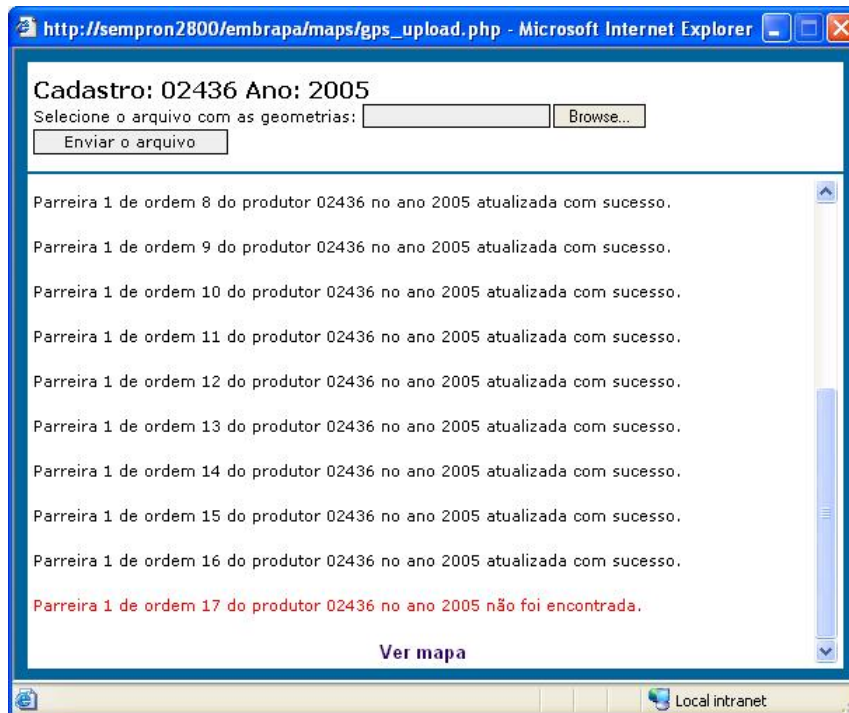 http://sempron2800/embrapa/maps/gps_upload.php - Microsoft Internet Explorer
Cadastro: 02436 Ano: 2005
Selecione o arquivo com as geometrias: Browse...
Enviar o arquivo
Parreira 1 de ordem 8 do produtor 02436 no ano 2005 atualizada com sucesso.
Parreira 1 de ordem 9 do produtor 02436 no ano 2005 atualizada com sucesso.
Parreira 1 de ordem 10 do produtor 02436 no ano 2005 atualizada com sucesso.
Parreira 1 de ordem 11 do produtor 02436 no ano 2005 atualizada com sucesso.
Parreira 1 de ordem 12 do produtor 02436 no ano 2005 atualizada com sucesso.
Parreira 1 de ordem 13 do produtor 02436 no ano 2005 atualizada com sucesso.
Parreira 1 de ordem 14 do produtor 02436 no ano 2005 atualizada com sucesso.
Parreira 1 de ordem 15 do produtor 02436 no ano 2005 atualizada com sucesso.
Parreira 1 de ordem 16 do produtor 02436 no ano 2005 atualizada com sucesso.
Parreira 1 de ordem 17 do produtor 02436 no ano 2005 não foi encontrada.
Ver mapa
Local intranet